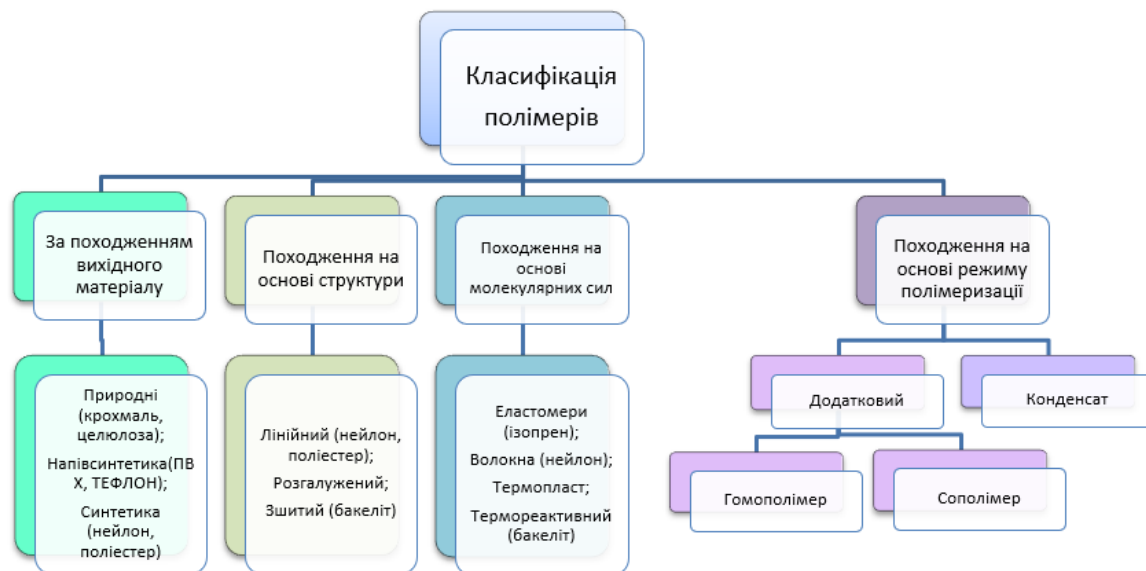 Класифікація
полімерів
За походженням
вихідного
матеріалу
Походження на
основі структури
Походження на
основі
молекулярних сил
Походження на
основі режиму
полімеризації
Природні
(крохмаль,
целюлоза);
Напівсинтетика(ПВ
Х, ТЕФЛОН);
Синтетика
(нейлон,
поліестер)
Лінійний (нейлон,
поліестер);
Розгалужений;
Зшитий (бакеліт)
Еластомери
(ізопрен);
Волокна (нейлон);
Термопласт;
Термореактивний
(бакеліт)
Додатковий
Конденсат
Гомополімер
Сополімер